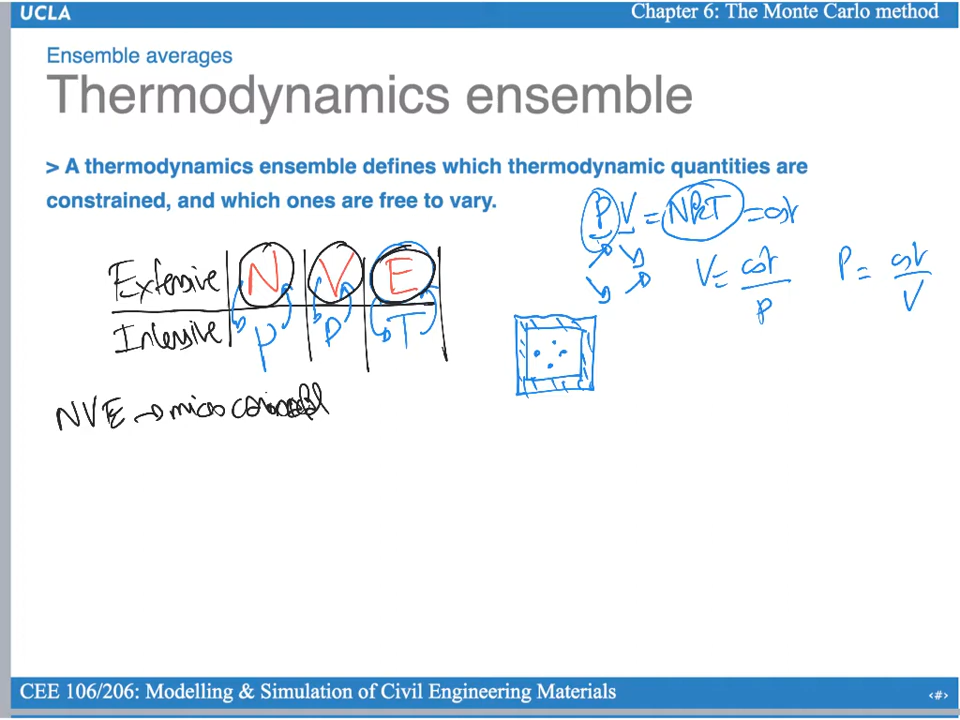 UCLA
Chapter 6: The Monte Carlo method
Ensemble averages
Thermodynamics ensemble
> A thermodynamics ensemble defines which thermodynamic quantities are
constrained, and which ones are free to vary.
PV = NkT = cst
V = cst / P
P = cst / V
Extensive N V E
Intensive μ P T
NVE → micro
CEE 106/206: Modelling & Simulation of Civil Engineering Materials
‹#›